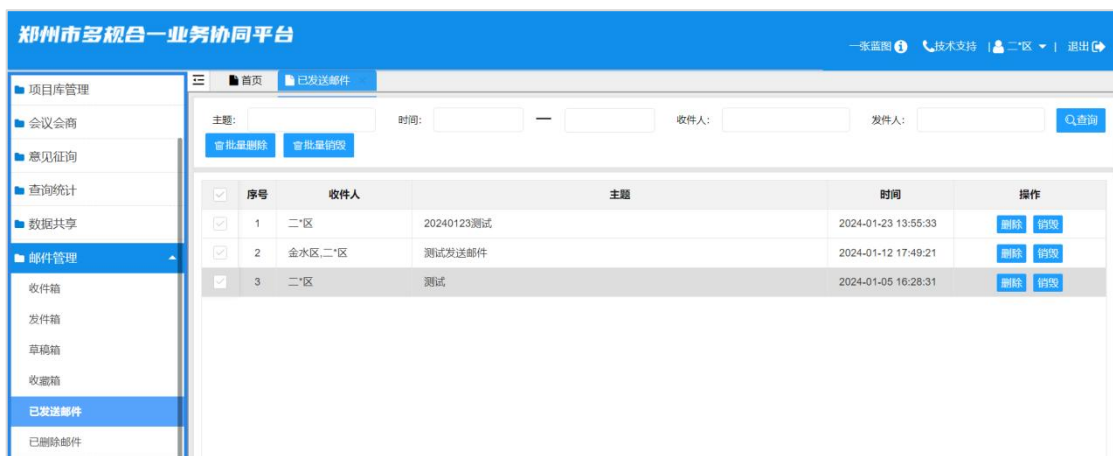 郑州市多规合一业务协同平台
一张蓝图 技术支持 | 二*区 | 退出
项目库管理
会议会商
意见征询
查询统计
数据共享
邮件管理
收件箱
发件箱
草稿箱
收藏箱
已发送邮件
已删除邮件
首页 已发送邮件
主题: 时间: — 收件人: 发件人: 查询
批量删除 批量销毁
序号 收件人 主题 时间 操作
1 二*区 20240123测试 2024-01-23 13:55:33 删除 销毁
2 金水区,二*区 测试发送邮件 2024-01-12 17:49:21 删除 销毁
3 二*区 测试 2024-01-05 16:28:31 删除 销毁